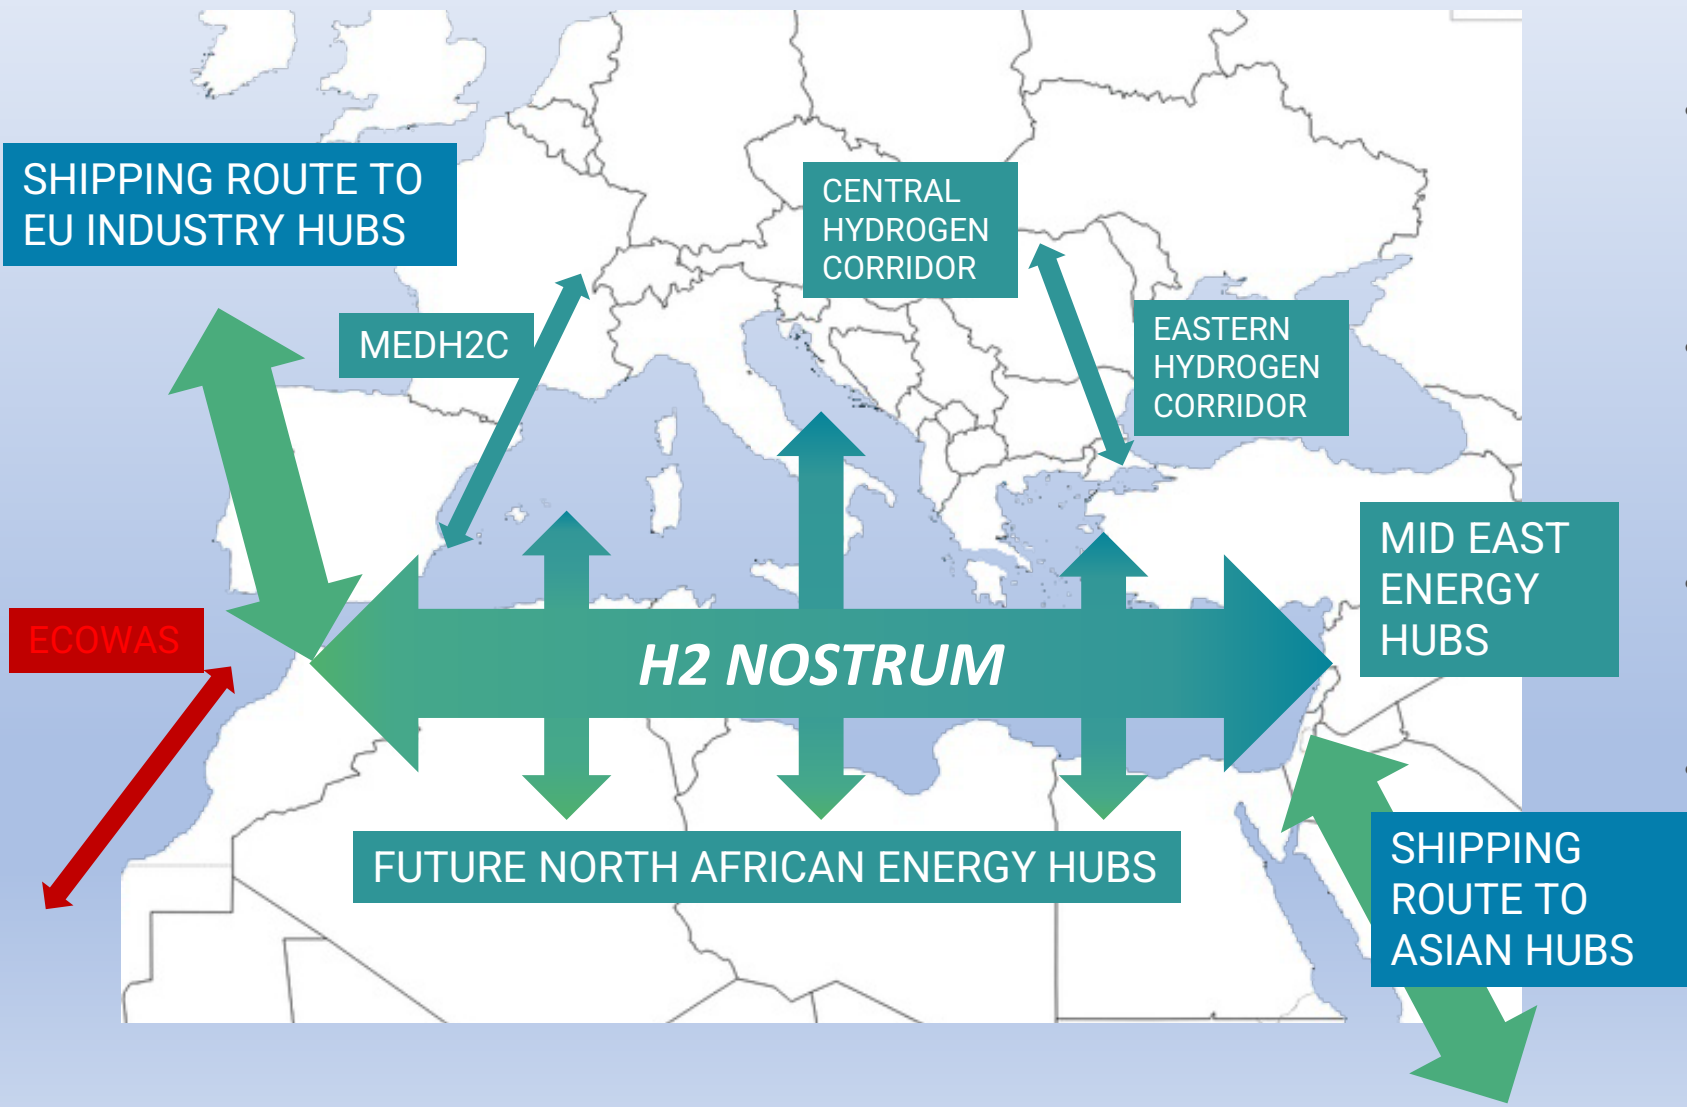 SHIPPING ROUTE TO
EU INDUSTRY HUBS
CENTRAL
HYDROGEN
CORRIDOR
MEDH2C
EASTERN
HYDROGEN
CORRIDOR
MID EAST
ENERGY
HUBS
ECOWAS
H2 NOSTRUM
FUTURE NORTH AFRICAN ENERGY HUBS
SHIPPING
ROUTE TO
ASIAN HUBS